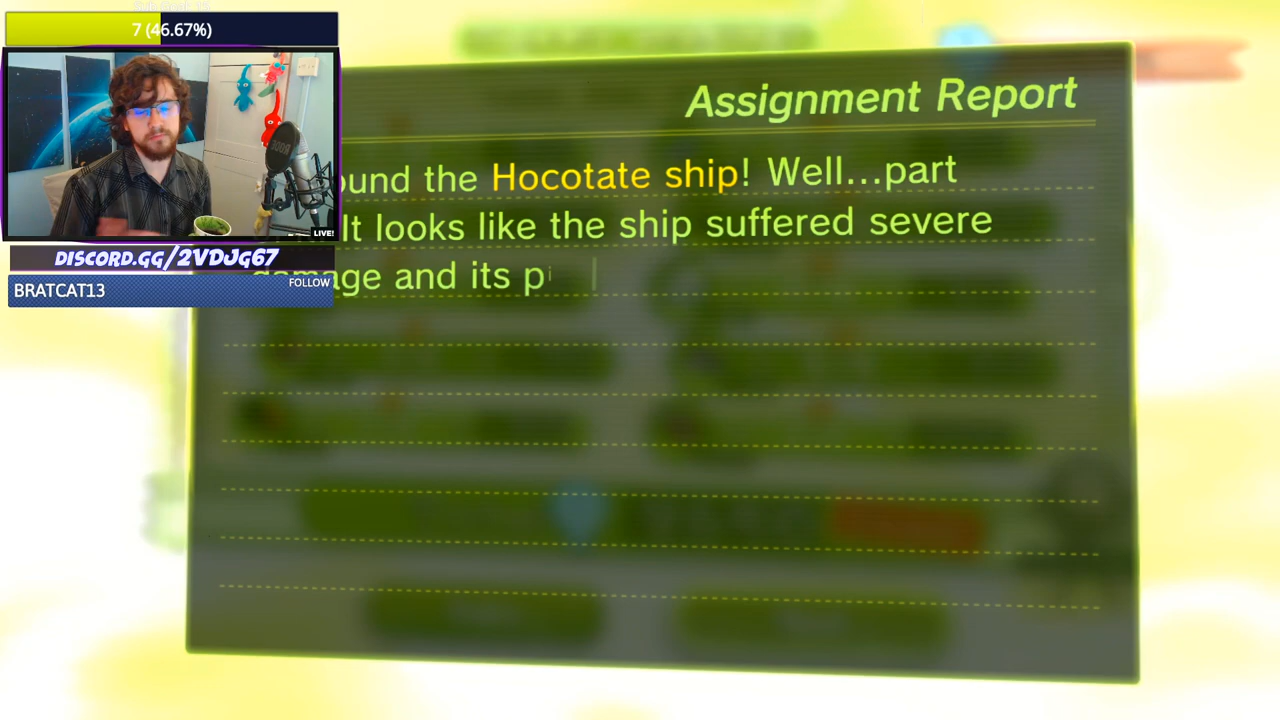 7 (46.67%)
Assignment Report
ound the Hocotate ship! Well...part
It looks like the ship suffered severe
damage and its p
LIVE!
DISCORD.GG/2VDJG67
BRATCAT13
FOLLOW